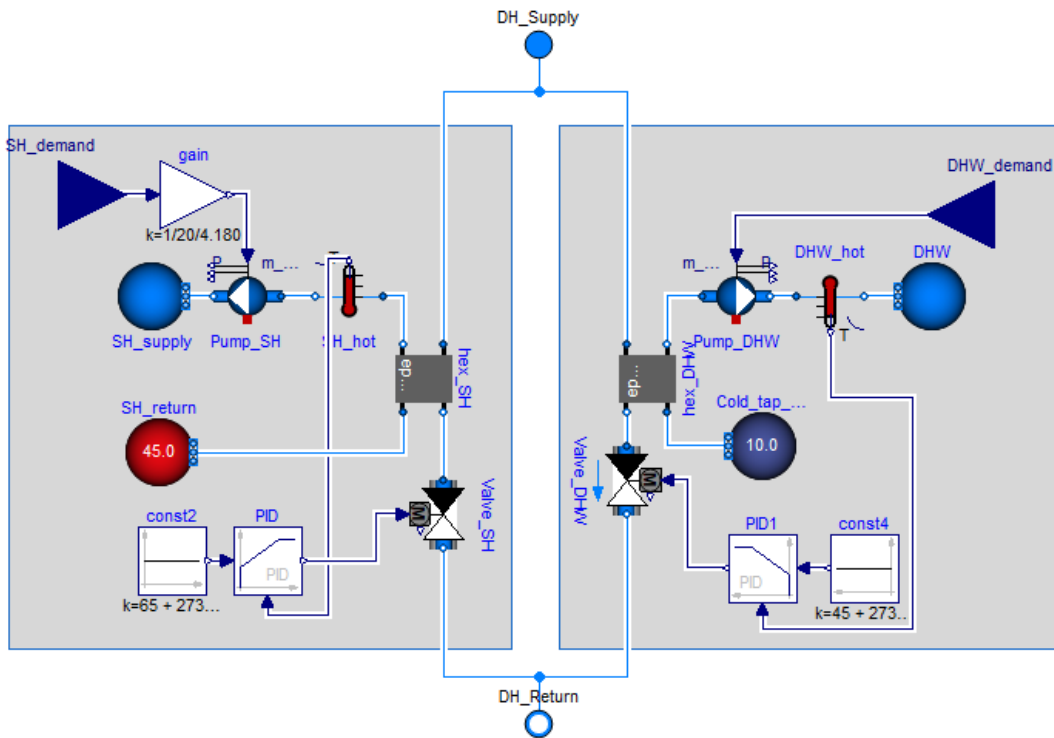 DH_Supply
SH_demand
gain
k=1/20/4.180
P
m_...
T
SH_supply
Pump_SH
SH_hot
ep...
hex_SH
SH_return
45.0
const2
PID
PID
k=65 + 273...
M
Valve_SH
DHW_demand
DHW_hot
DHW
m_...
P
Pump_DHW
T
ep...
hex_DHW
Cold_tap_...
10.0
Valve_DHW
M
PID1
const4
PID
k=45 + 273...
DH_Return